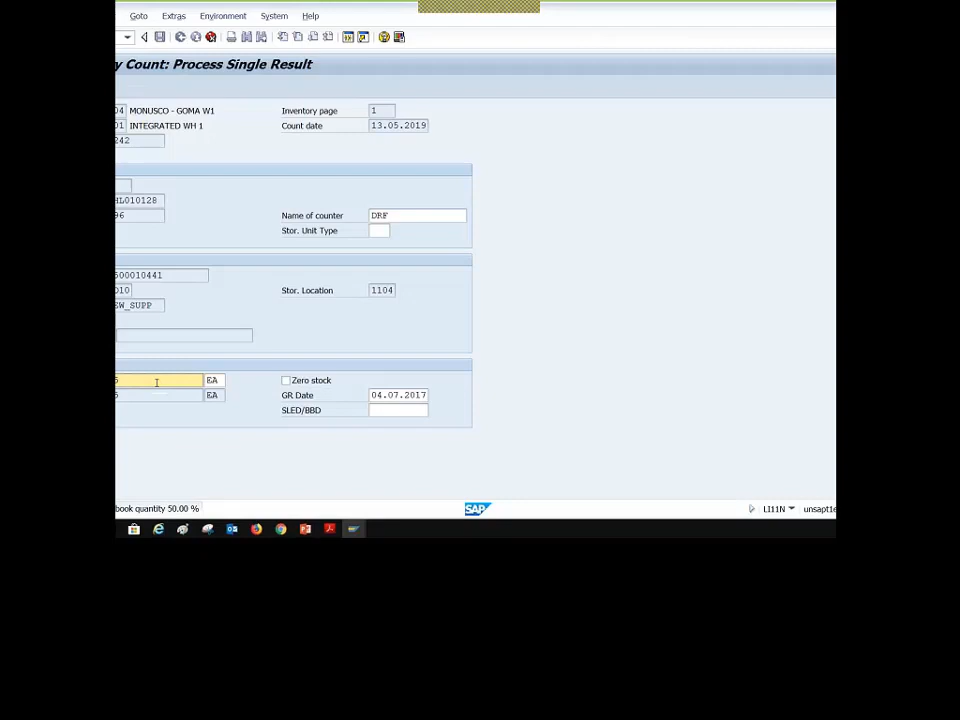 Goto Extras Environment System Help
y Count: Process Single Result
04 MONUSCO - GOMA W1 Inventory page 1
01 INTEGRATED WH 1 Count date 13.05.2019
242
HL010128
96 Name of counter DRF
Stor. Unit Type
500010441
010 Stor. Location 1104
EW_SUPP
EA Zero stock
EA GR Date 04.07.2017
SLED/BBD
book quantity 50.00 % SAP LI11N unsapt1e